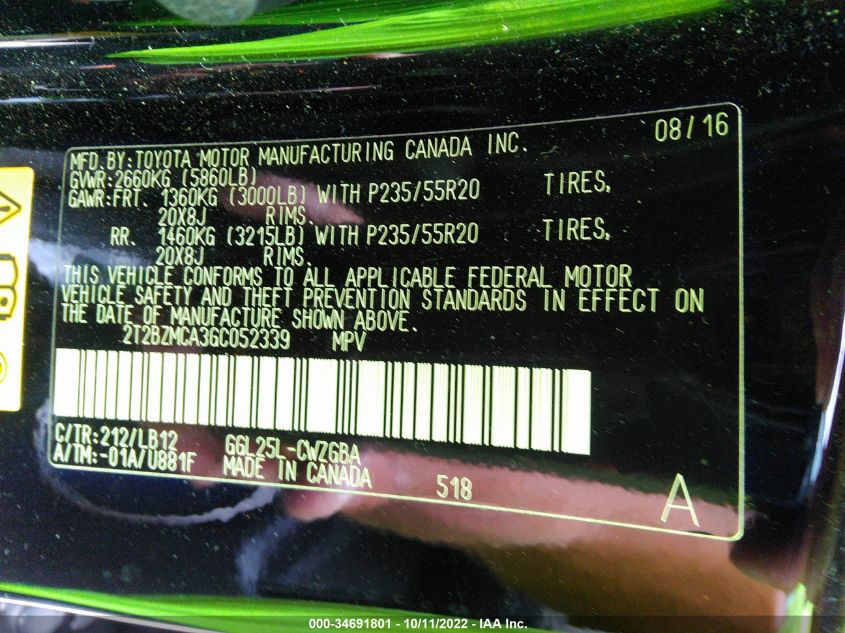 08/16
MFD.BY:TOYOTA MOTOR MANUFACTURING CANADA INC.
GVWR:2660KG (5860LB)
GAWR:FRT. 1360KG (3000LB) WITH P235/55R20 TIRES,
20X8J RIMS.
RR. 1460KG (3215LB) WITH P235/55R20 TIRES,
20X8J RIMS.
THIS VEHICLE CONFORMS TO ALL APPLICABLE FEDERAL MOTOR
VEHICLE SAFETY AND THEFT PREVENTION STANDARDS IN EFFECT ON
THE DATE OF MANUFACTURE SHOWN ABOVE.
2T2BZMCA3GC052339 MPV
C/TR:212/LB12 GGL25L-CWZGBA
A/TM:-01A/U881F MADE IN CANADA 518 A
000-34691801 - 10/11/2022 - IAA Inc.